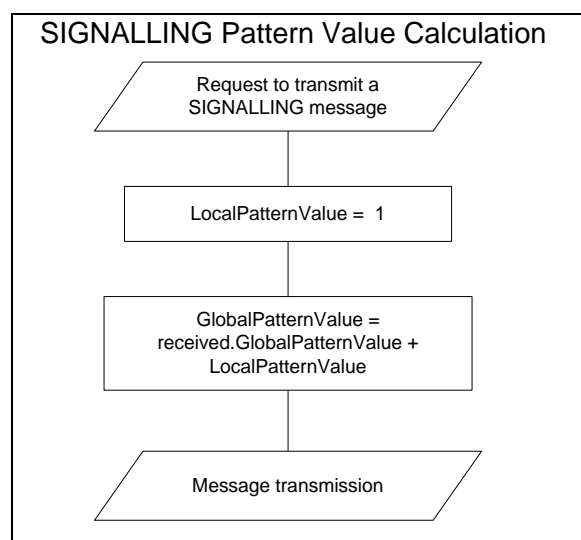 SIGNALLING Pattern Value Calculation
Request to transmit a
SIGNALLING message
LocalPatternValue = 1
GlobalPatternValue =
received.GlobalPatternValue +
LocalPatternValue
Message transmission